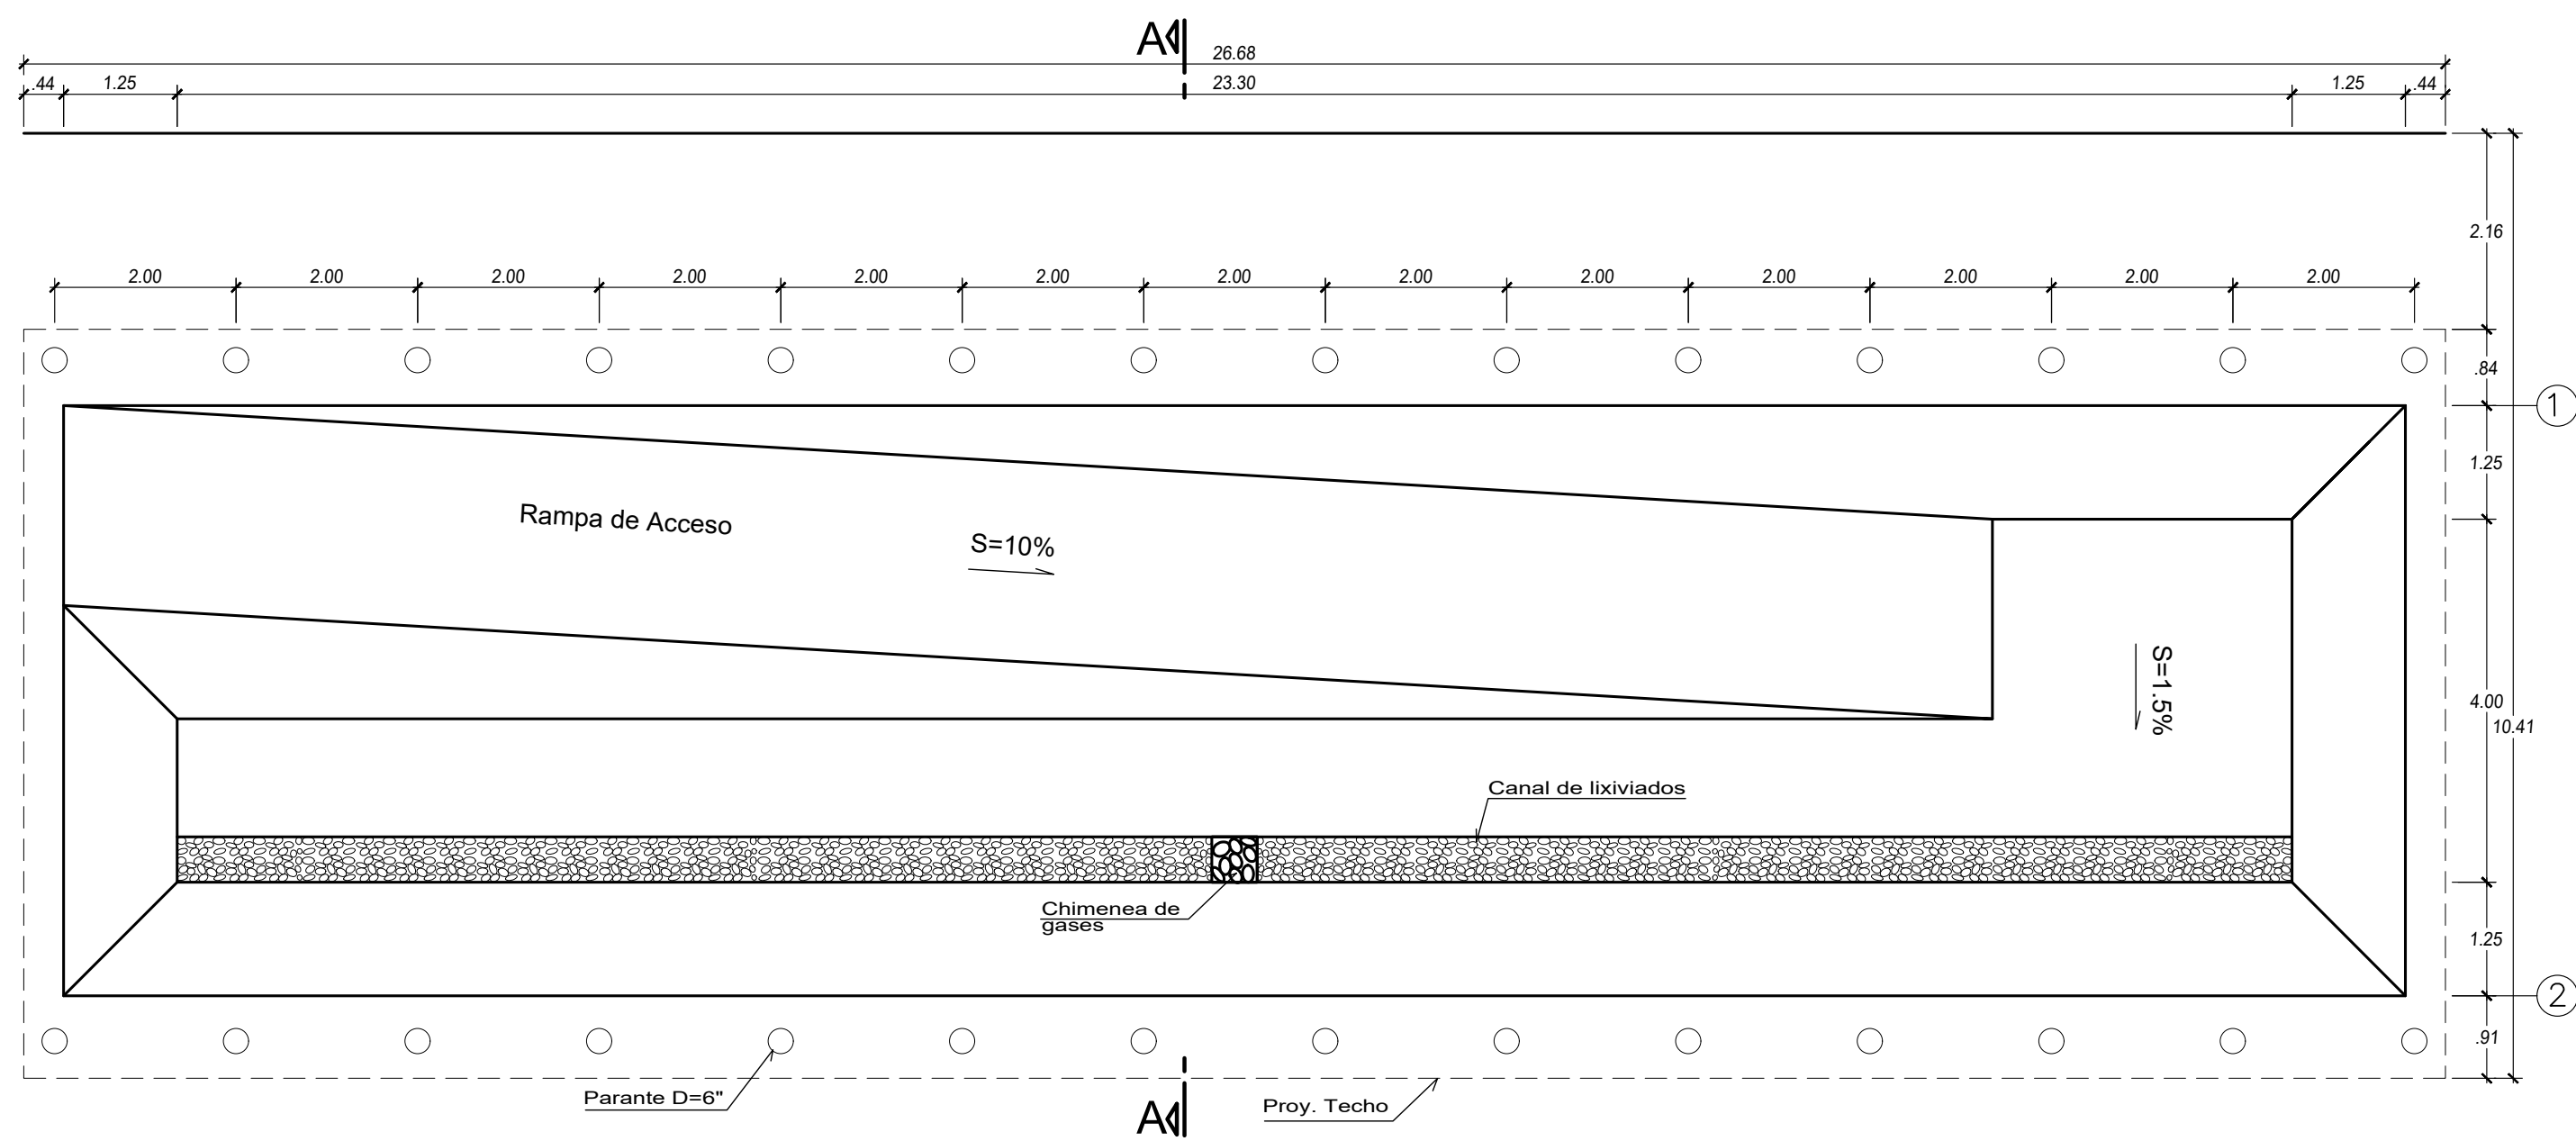 A
26.68
.44
1.25
23.30
1.25
.44
2.16
2.00
2.00
2.00
2.00
2.00
2.00
2.00
2.00
2.00
2.00
2.00
2.00
2.00
.84
1
1.25
Rampa de Acceso
S=10%
S=1.5%
4.00
10.41
Canal de lixiviados
Chimenea de
gases
1.25
2
.91
Parante D=6"
Proy. Techo
A